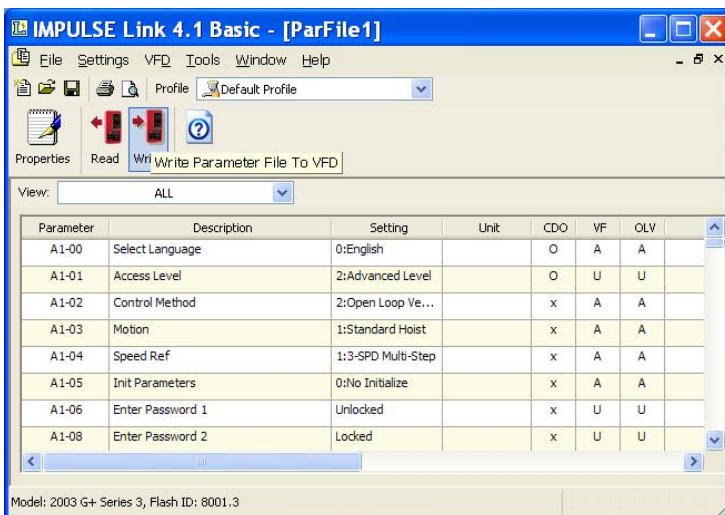 IMPULSE Link 4.1 Basic - [ParFile1]
File Settings VFD Tools Window Help
Profile Default Profile
Properties Read Wri
Write Parameter File To VFD
View: ALL
Parameter Description Setting Unit CDO VF OLV
A1-00 Select Language 0:English O A A
A1-01 Access Level 2:Advanced Level O U U
A1-02 Control Method 2:Open Loop Ve... x A A
A1-03 Motion 1:Standard Hoist x A A
A1-04 Speed Ref 1:3-SPD Multi-Step x A A
A1-05 Init Parameters 0:No Initialize x A A
A1-06 Enter Password 1 Unlocked x U U
A1-08 Enter Password 2 Locked x U U
Model: 2003 G+ Series 3, Flash ID: 8001.3